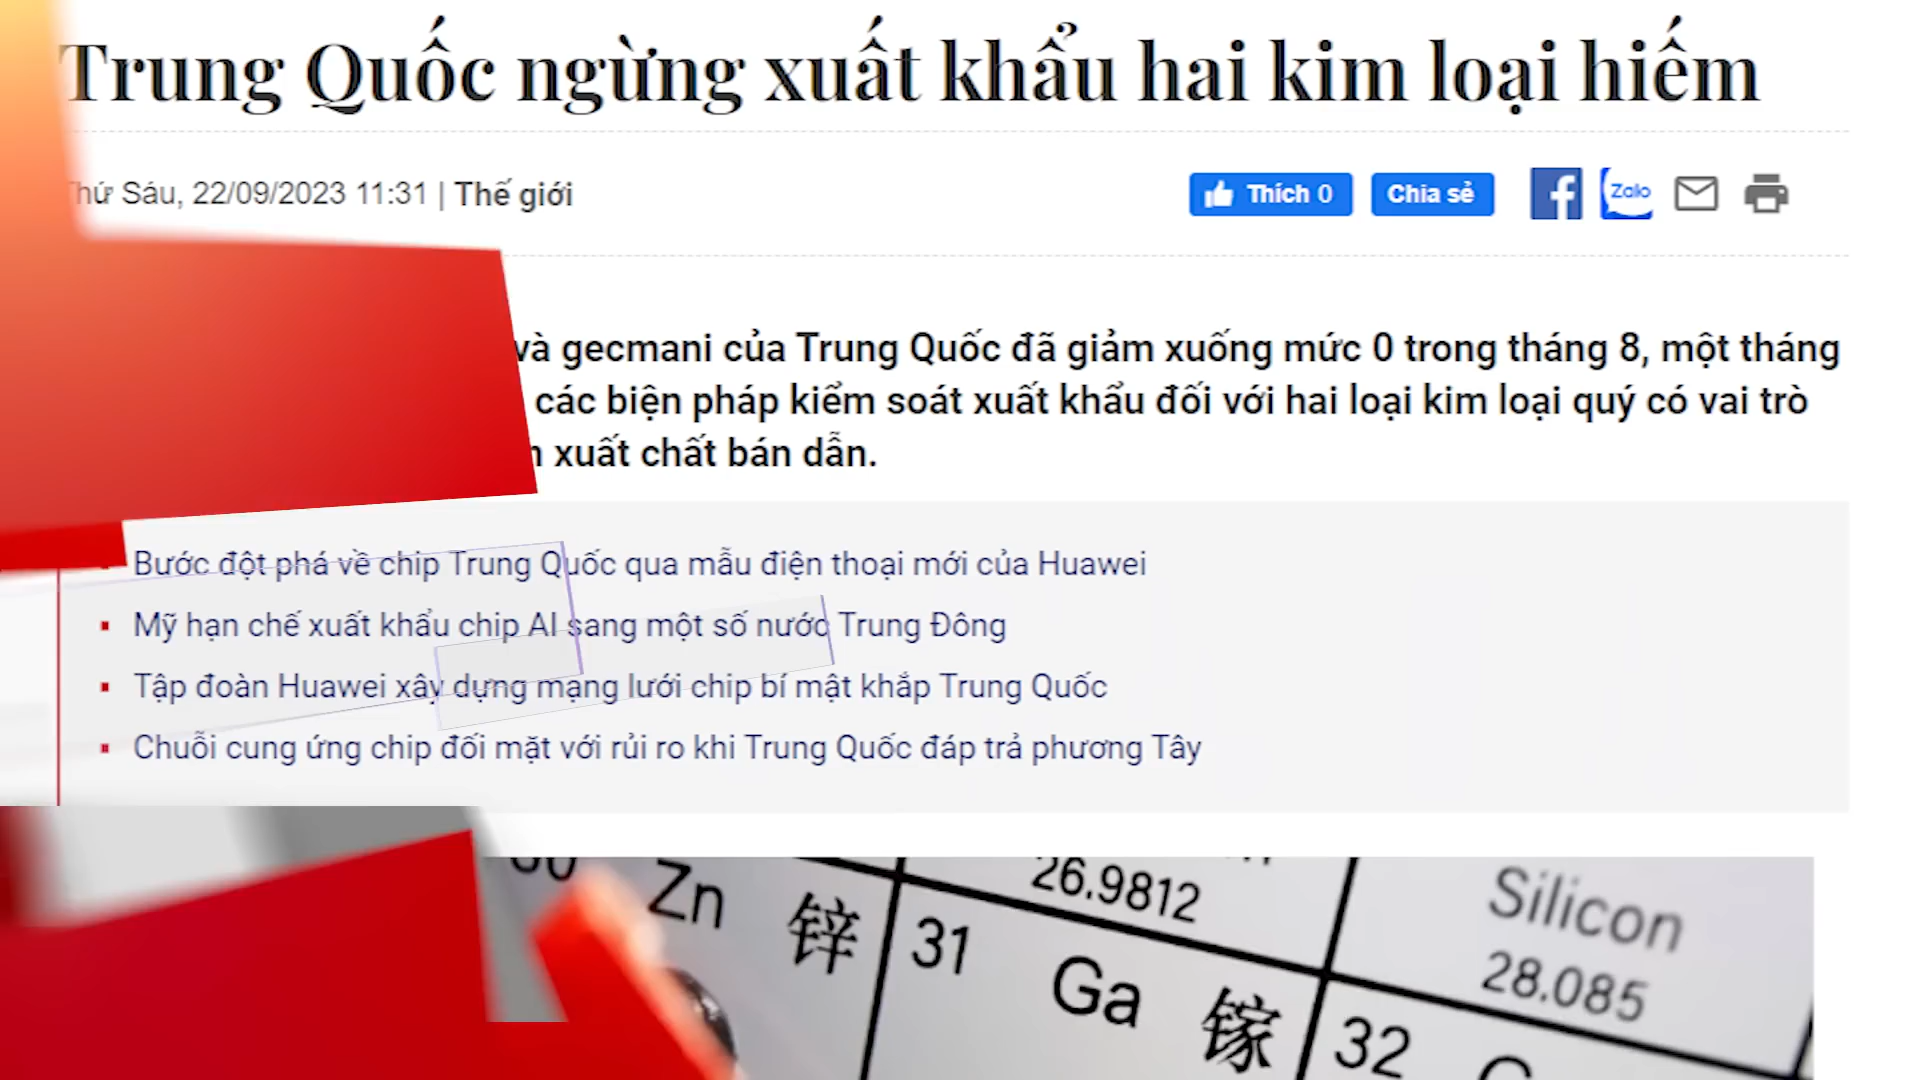 Trung Quốc ngừng xuất khẩu hai kim loại hiếm
Thứ Sáu, 22/09/2023 11:31 | Thế giới
Thích 0
Chia sẻ
Zalo
và gecmani của Trung Quốc đã giảm xuống mức 0 trong tháng 8, một tháng
các biện pháp kiểm soát xuất khẩu đối với hai loại kim loại quý có vai trò
xuất chất bán dẫn.
Bước đột phá về chip Trung Quốc qua mẫu điện thoại mới của Huawei
Mỹ hạn chế xuất khẩu chip AI sang một số nước Trung Đông
Tập đoàn Huawei xây dựng mạng lưới chip bí mật khắp Trung Quốc
Chuỗi cung ứng chip đối mặt với rủi ro khi Trung Quốc đáp trả phương Tây
Zn 锌
26.9812
31 Ga 镓
Silicon
28.085
32